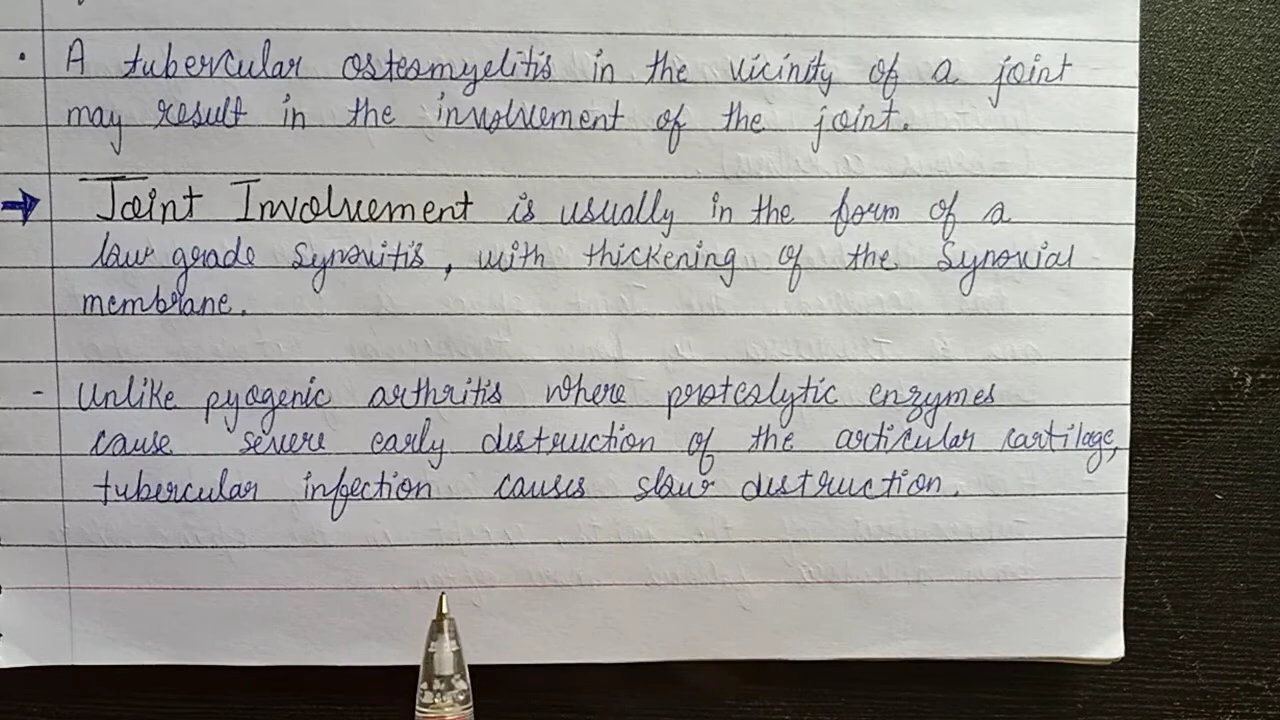 • A tubercular osteomyelitis in the vicinity of a joint
may result in the involvement of the joint.
→ Joint Involvement is usually in the form of a
low grade synovitis, with thickening of the synovial
membrane.
- Unlike pyogenic arthritis where proteolytic enzymes
cause severe early destruction of the articular cartilage,
tubercular infection causes slow destruction.